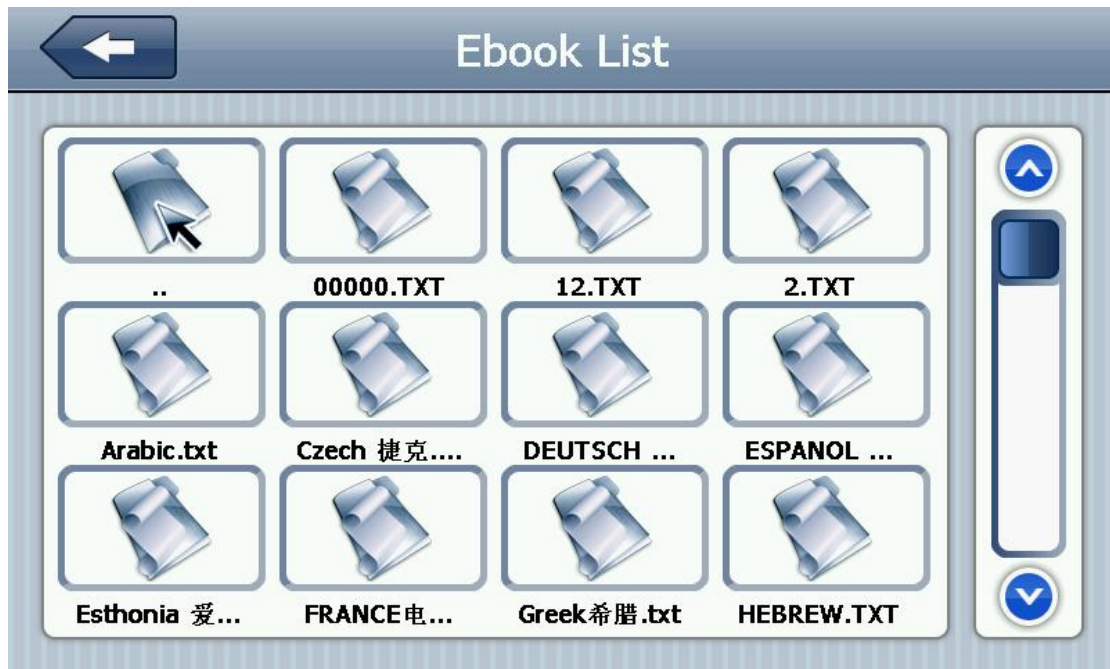 Ebook List
..
00000.TXT
12.TXT
2.TXT
Arabic.txt
Czech 捷克....
DEUTSCH ...
ESPANOL ...
Esthonia 爱...
FRANCE电...
Greek希腊.txt
HEBREW.TXT